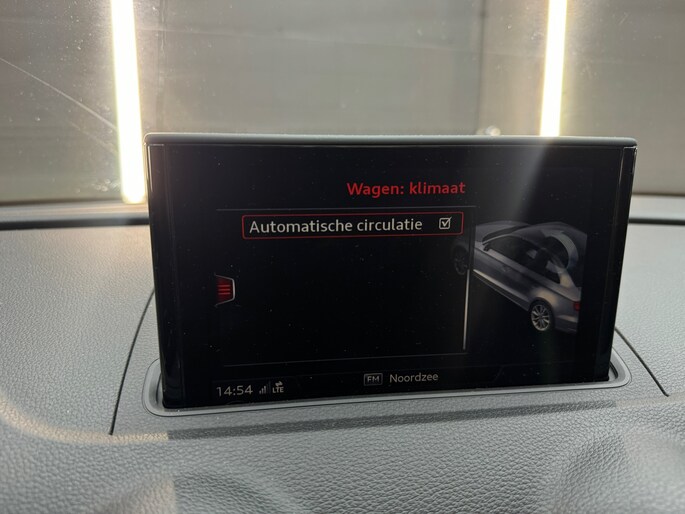 Wagen: klimaat
Automatische circulatie
14:54 LTE FM Noordzee